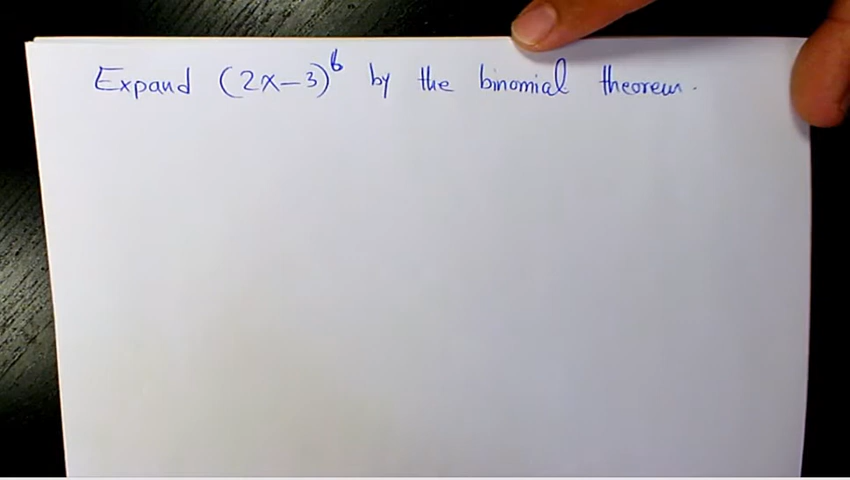 Expand (2x-3)⁶ by the binomial theorem.